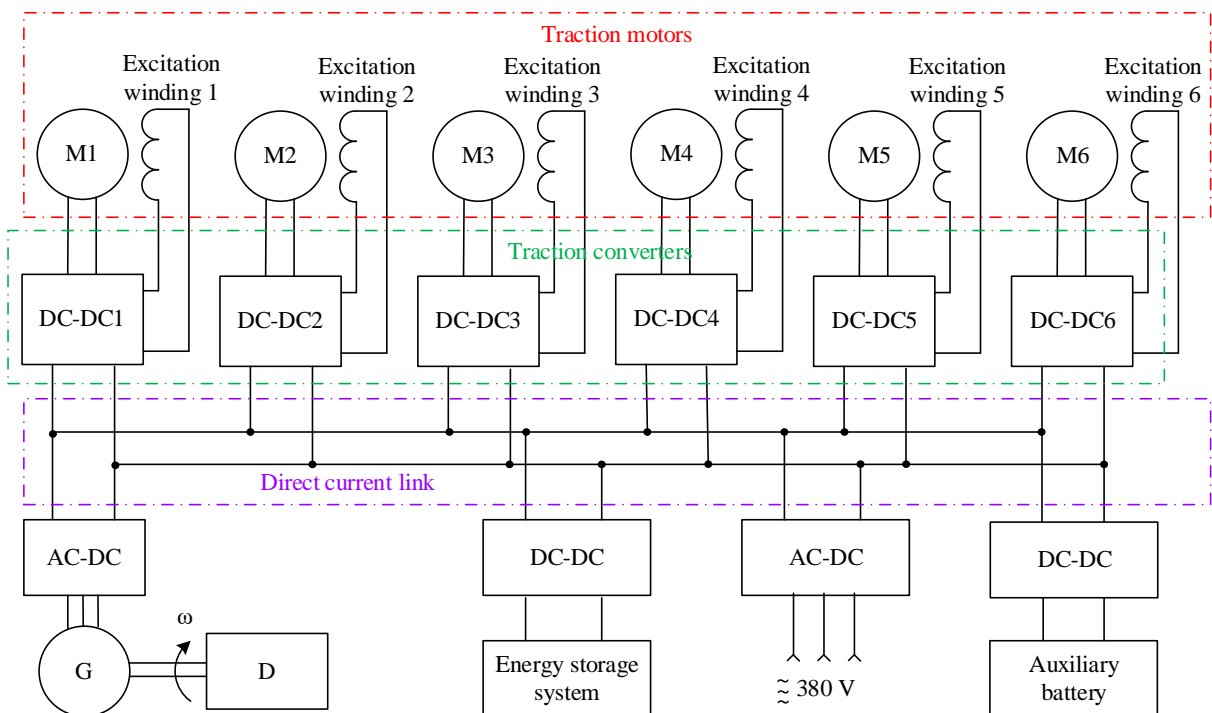 Traction motors
Excitation
winding 1
Excitation
winding 2
Excitation
winding 3
Excitation
winding 4
Excitation
winding 5
Excitation
winding 6
M1
M2
M3
M4
M5
M6
Traction converters
DC-DC1
DC-DC2
DC-DC3
DC-DC4
DC-DC5
DC-DC6
Direct current link
AC-DC
DC-DC
AC-DC
DC-DC
ω
G
D
Energy storage
system
≈ 380 V
Auxiliary
battery